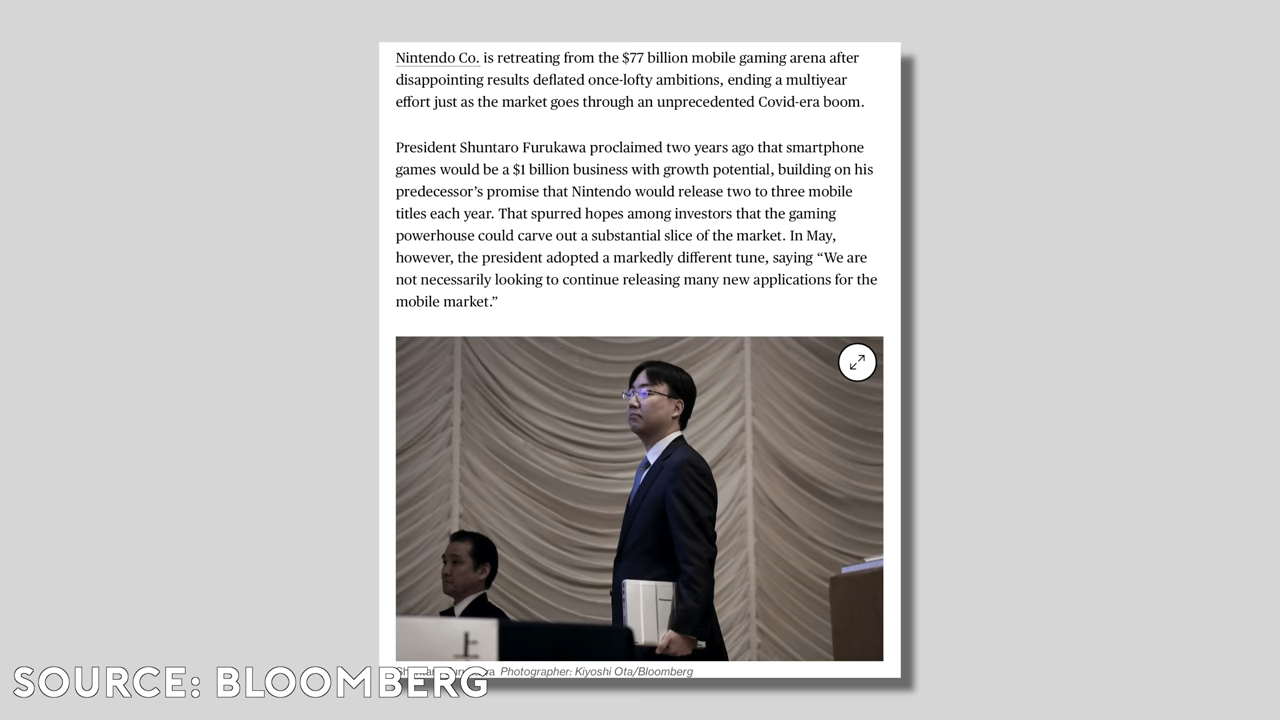 Nintendo Co. is retreating from the $77 billion mobile gaming arena after
disappointing results deflated once-lofty ambitions, ending a multiyear
effort just as the market goes through an unprecedented Covid-era boom.
President Shuntaro Furukawa proclaimed two years ago that smartphone
games would be a $1 billion business with growth potential, building on his
predecessor’s promise that Nintendo would release two to three mobile
titles each year. That spurred hopes among investors that the gaming
powerhouse could carve out a substantial slice of the market. In May,
however, the president adopted a markedly different tune, saying “We are
not necessarily looking to continue releasing many new applications for the
mobile market.”
上
Photographer: Kiyoshi Ota/Bloomberg
SOURCE: BLOOMBERG